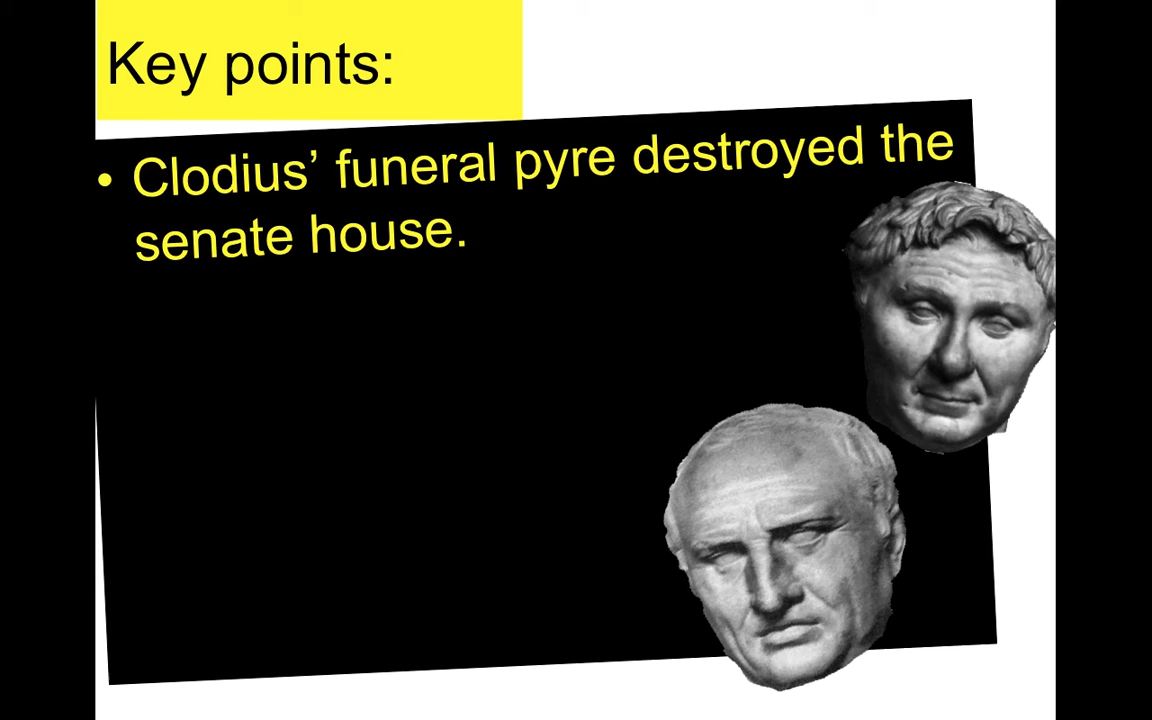 Key points:
• Clodius’ funeral pyre destroyed the
senate house.